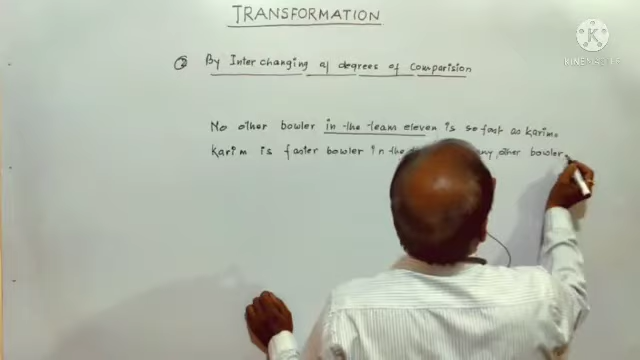 TRANSFORMATION
KINEMASTER
② By Interchanging of degrees of comparision
No other bowler in the team eleven is so fast as Karim.
Karim is faster bowler in the any other bowler